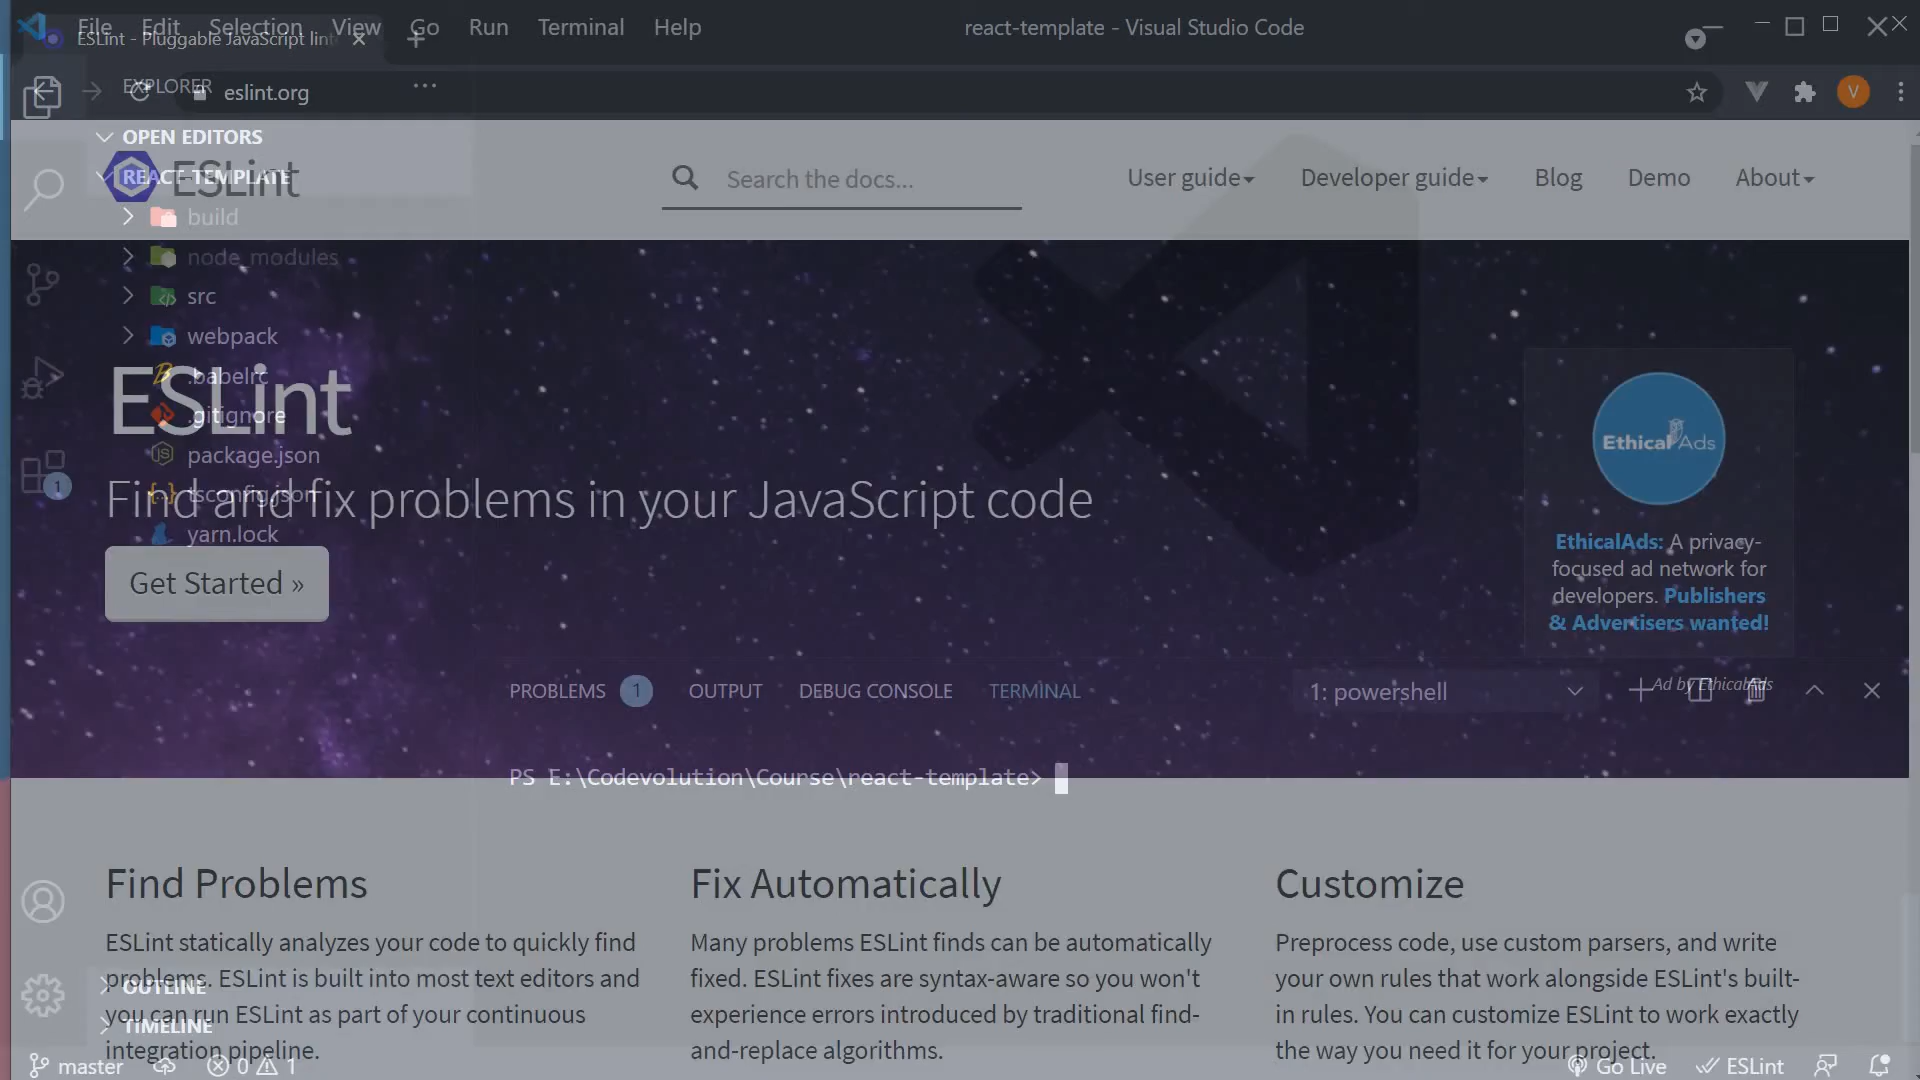 File Edit Selection View Go Run Terminal Help
react-template - Visual Studio Code
ESLint - Pluggable JavaScript lint
EXPLORER
eslint.org
V
OPEN EDITORS
REACT-TEMPLATE
ESLint
Search the docs...
User guide
Developer guide
Blog
Demo
About
build
node_modules
src
webpack
.babelrc
.gitignore
package.json
tsconfig.json
yarn.lock
1
ESLint
Find and fix problems in your JavaScript code
Get Started »
EthicalAds
EthicalAds: A privacy-
focused ad network for
developers. Publishers
& Advertisers wanted!
Ad by EthicalAds
PROBLEMS 1 OUTPUT DEBUG CONSOLE TERMINAL
1: powershell
PS E:\Codevolution\Course\react-template>
Find Problems
ESLint statically analyzes your code to quickly find
problems. ESLint is built into most text editors and
you can run ESLint as part of your continuous
integration pipeline.
Fix Automatically
Many problems ESLint finds can be automatically
fixed. ESLint fixes are syntax-aware so you won't
experience errors introduced by traditional find-
and-replace algorithms.
Customize
Preprocess code, use custom parsers, and write
your own rules that work alongside ESLint's built-
in rules. You can customize ESLint to work exactly
the way you need it for your project.
OUTLINE
TIMELINE
master
0 1
Go Live
ESLint